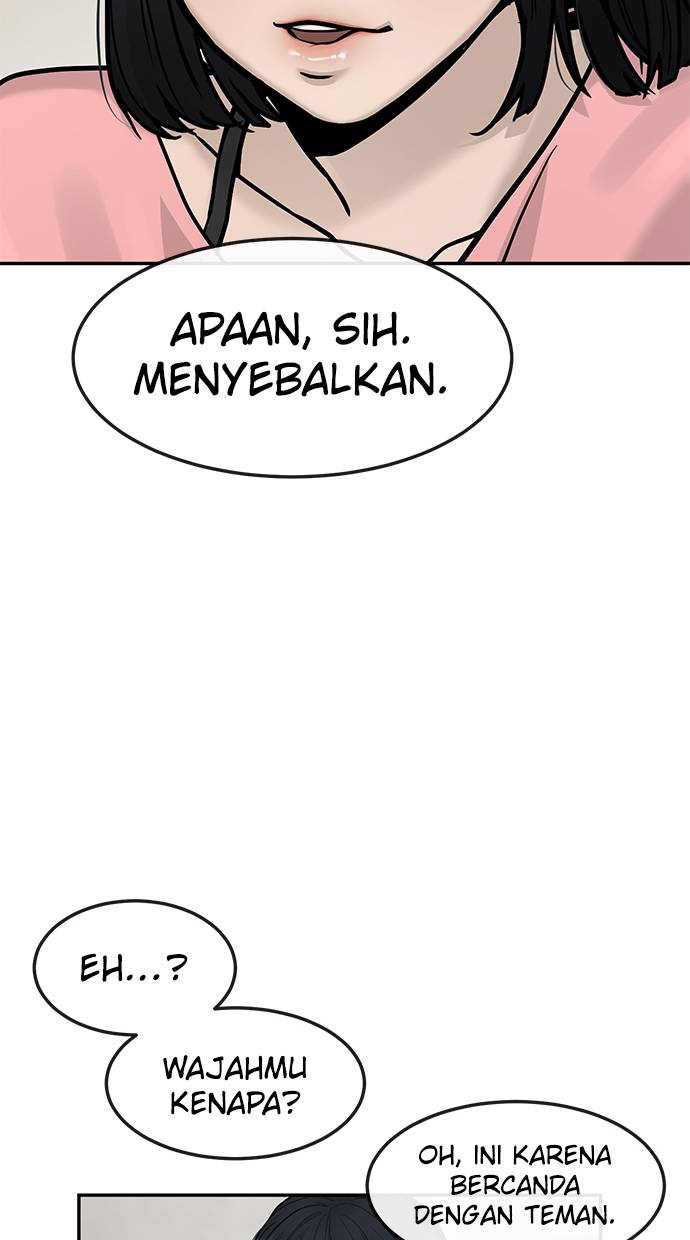 APAAN, SIH.
MENYEBALKAN.
EH...?
WAJAHMU
KENAPA?
OH, INI KARENA
BERCANDA
DENGAN TEMAN.